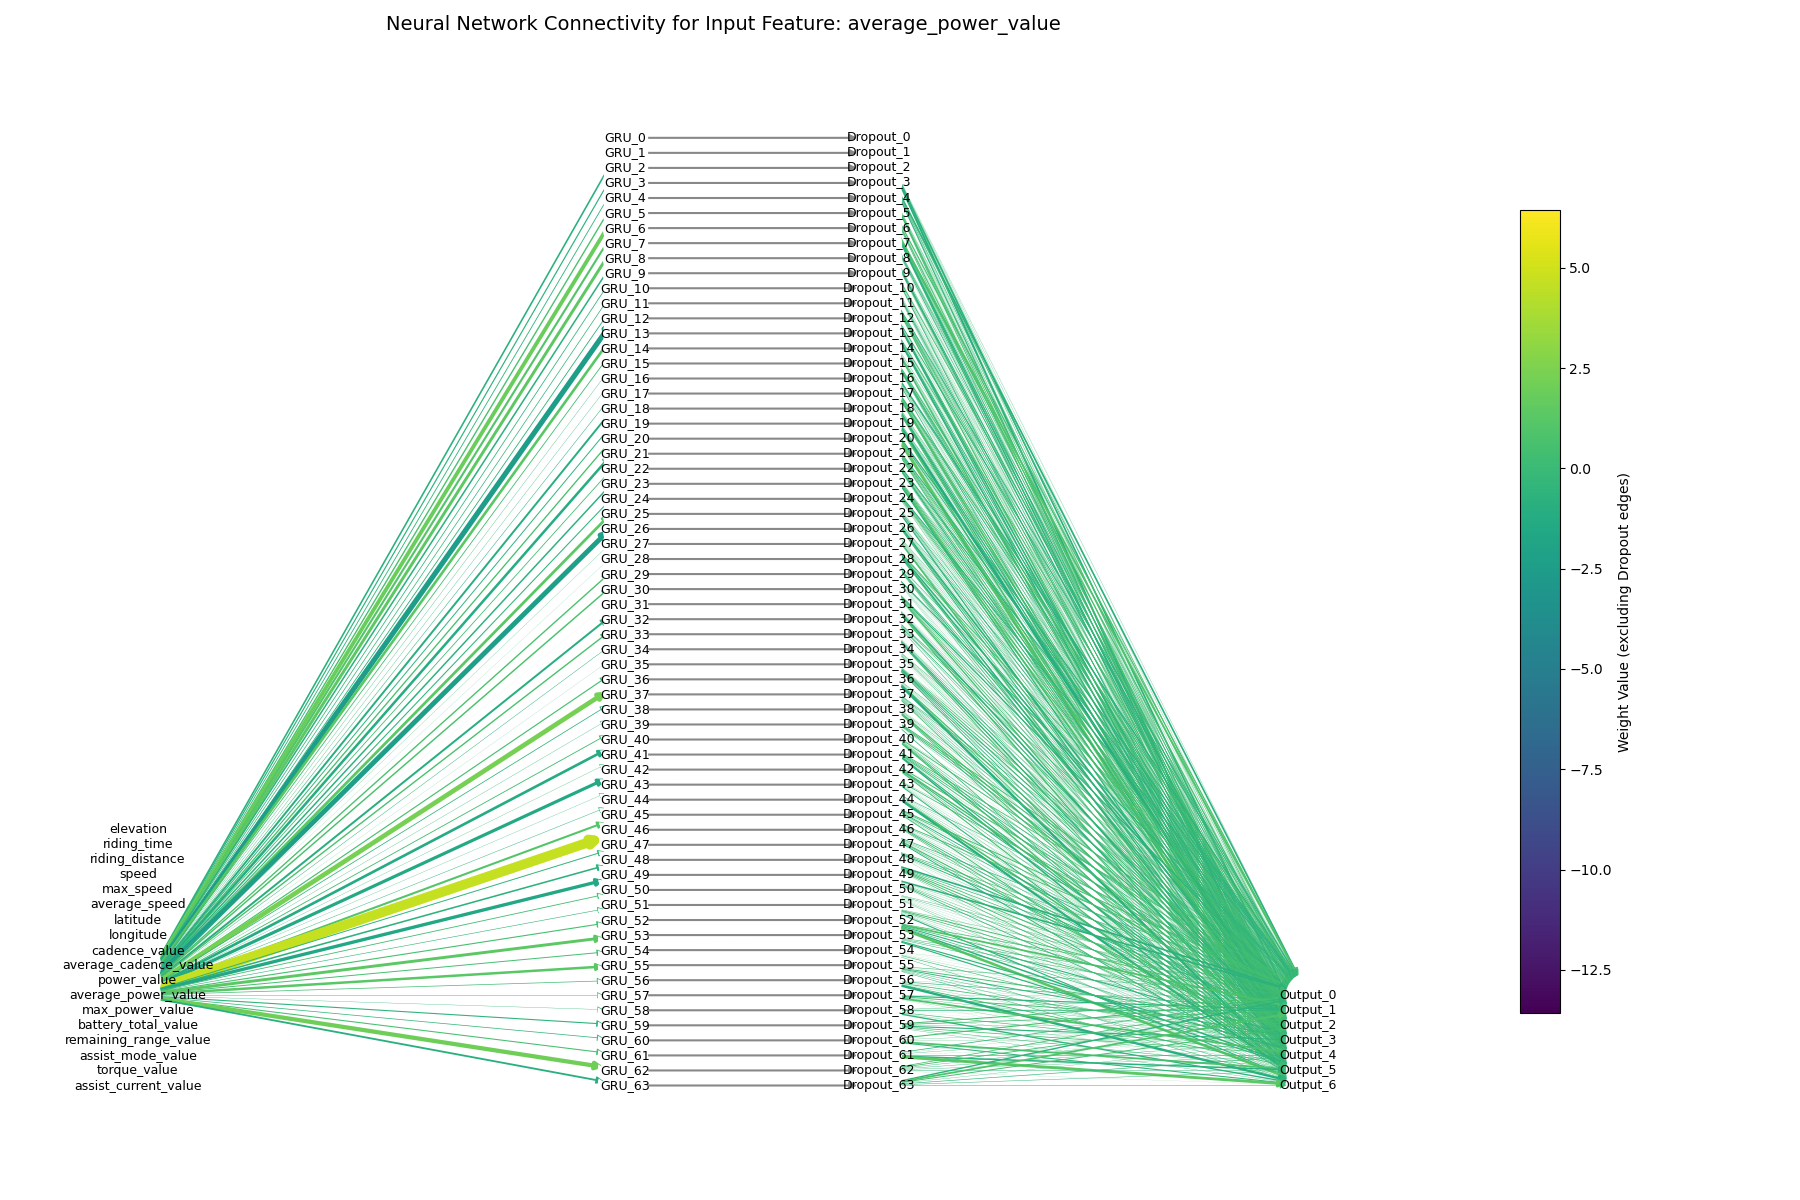 Neural Network Connectivity for Input Feature: average_power_value
elevation
riding_time
riding_distance
speed
max_speed
average_speed
latitude
longitude
cadence_value
average_cadence_value
power_value
average_power_value
max_power_value
battery_total_value
remaining_range_value
assist_mode_value
torque_value
assist_current_value
GRU_0
GRU_1
GRU_2
GRU_3
GRU_4
GRU_5
GRU_6
GRU_7
GRU_8
GRU_9
GRU_10
GRU_11
GRU_12
GRU_13
GRU_14
GRU_15
GRU_16
GRU_17
GRU_18
GRU_19
GRU_20
GRU_21
GRU_22
GRU_23
GRU_24
GRU_25
GRU_26
GRU_27
GRU_28
GRU_29
GRU_30
GRU_31
GRU_32
GRU_33
GRU_34
GRU_35
GRU_36
GRU_37
GRU_38
GRU_39
GRU_40
GRU_41
GRU_42
GRU_43
GRU_44
GRU_45
GRU_46
GRU_47
GRU_48
GRU_49
GRU_50
GRU_51
GRU_52
GRU_53
GRU_54
GRU_55
GRU_56
GRU_57
GRU_58
GRU_59
GRU_60
GRU_61
GRU_62
GRU_63
Dropout_0
Dropout_1
Dropout_2
Dropout_3
Dropout_4
Dropout_5
Dropout_6
Dropout_7
Dropout_8
Dropout_9
Dropout_10
Dropout_11
Dropout_12
Dropout_13
Dropout_14
Dropout_15
Dropout_16
Dropout_17
Dropout_18
Dropout_19
Dropout_20
Dropout_21
Dropout_22
Dropout_23
Dropout_24
Dropout_25
Dropout_26
Dropout_27
Dropout_28
Dropout_29
Dropout_30
Dropout_31
Dropout_32
Dropout_33
Dropout_34
Dropout_35
Dropout_36
Dropout_37
Dropout_38
Dropout_39
Dropout_40
Dropout_41
Dropout_42
Dropout_43
Dropout_44
Dropout_45
Dropout_46
Dropout_47
Dropout_48
Dropout_49
Dropout_50
Dropout_51
Dropout_52
Dropout_53
Dropout_54
Dropout_55
Dropout_56
Dropout_57
Dropout_58
Dropout_59
Dropout_60
Dropout_61
Dropout_62
Dropout_63
Output_0
Output_1
Output_2
Output_3
Output_4
Output_5
Output_6
5.0
2.5
0.0
−2.5
−5.0
−7.5
−10.0
−12.5
Weight Value (excluding Dropout edges)